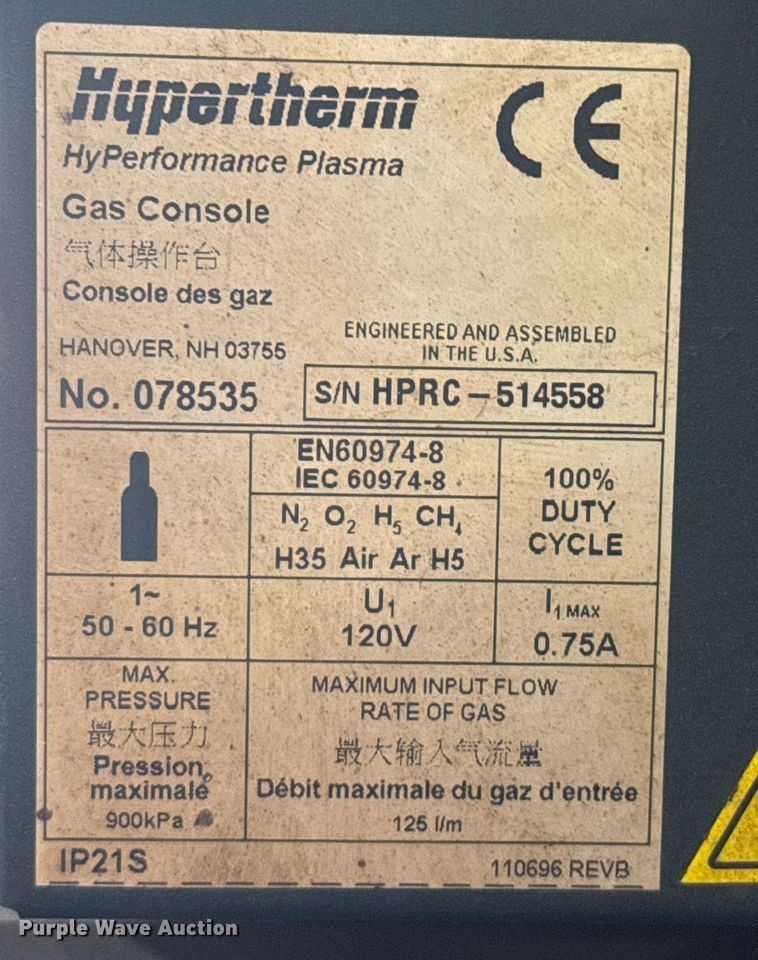 Hypertherm
CE
HyPerformance Plasma
Gas Console
气体操作台
Console des gaz
HANOVER, NH 03755
ENGINEERED AND ASSEMBLED
IN THE U.S.A.
No. 078535
S/N HPRC-514558
EN60974-8
IEC 60974-8
N₂ O₂ H₅ CH₄
H35 Air Ar H5
100%
DUTY
CYCLE
1~
50 - 60 Hz
U₁
120V
I₁ MAX
0.75A
MAX.
PRESSURE
最大压力
Pression
maximale
900kPa
MAXIMUM INPUT FLOW
RATE OF GAS
最大输入气流量
Débit maximale du gaz d'entrée
125 l/m
IP21S
110696 REVB
Purple Wave Auction